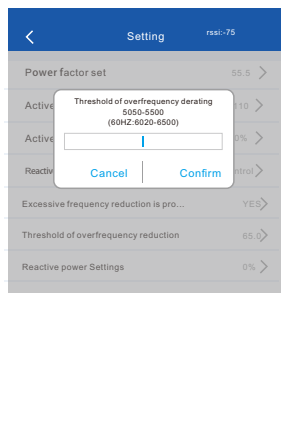 Setting
rssi:-75
Power factor set 55.5
Active 110
Threshold of overfrequency derating
5050-5500
(60HZ:6020-6500)
Active 0%
Cancel Confirm
Reactiv ntrol
Excessive frequency reduction is pro... YES
Threshold of overfrequency reduction 65.0
Reactive power Settings 0%